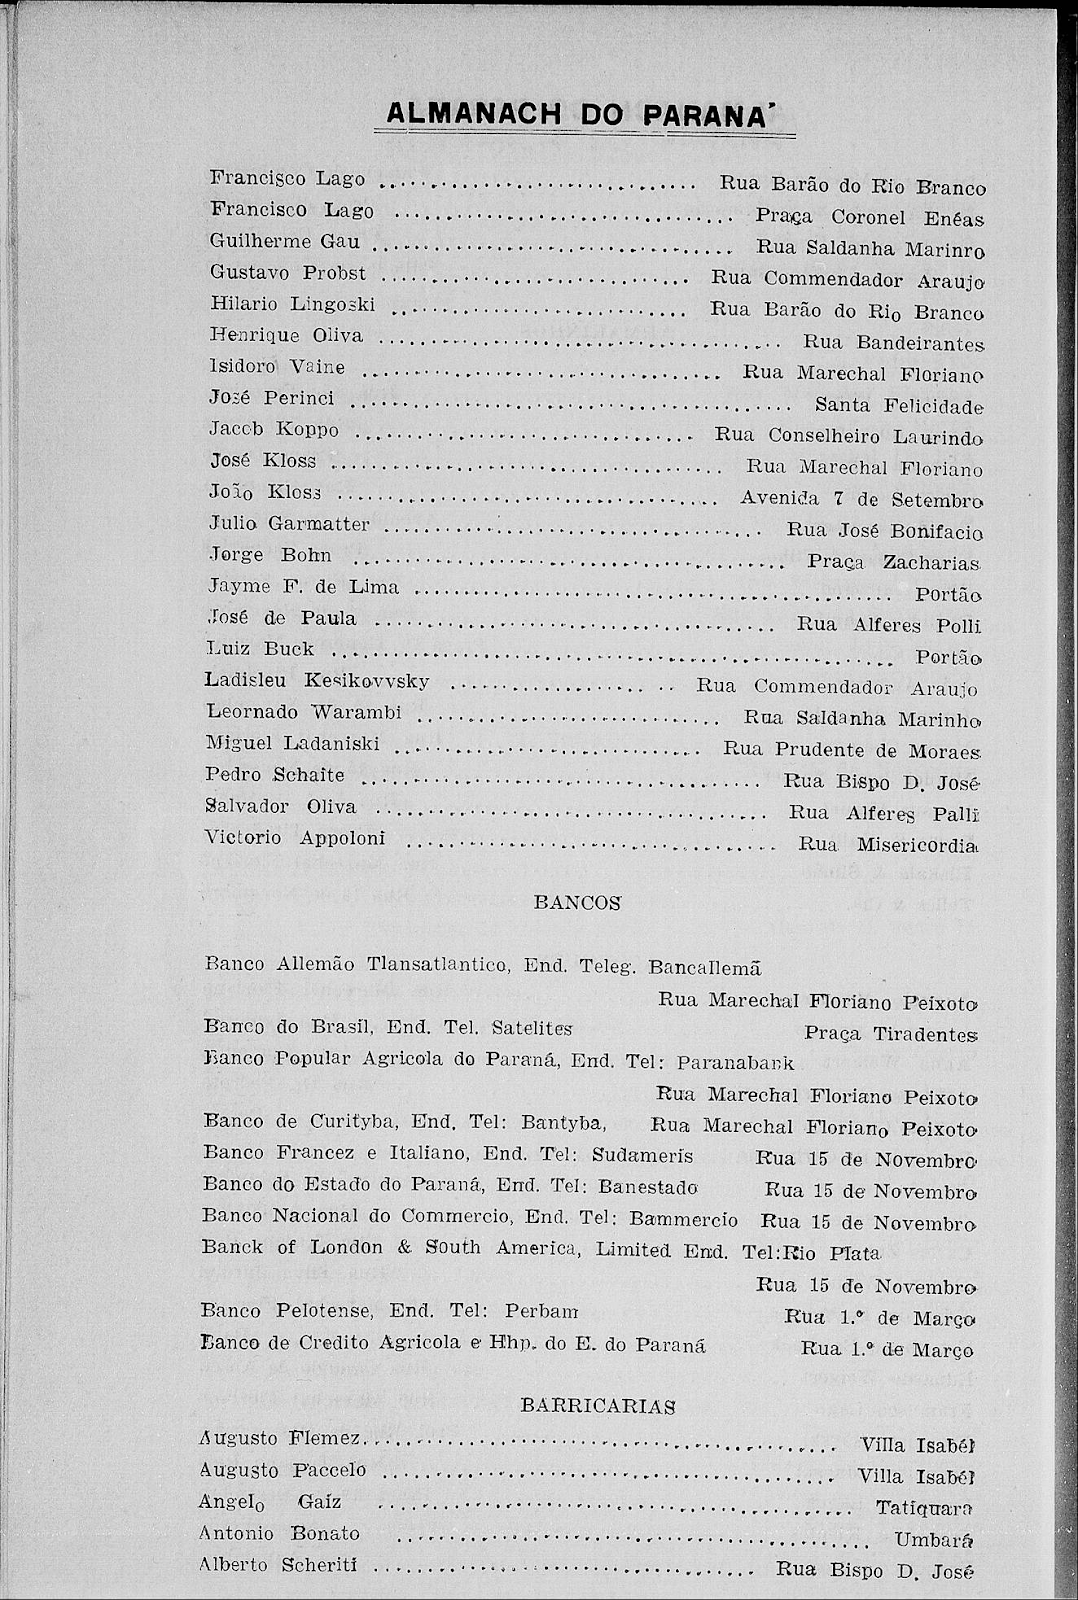 ALMANACH DO PARANA'
Francisco Lago ................................ Rua Barão do Rio Branco
Francisco Lago ................................ Praça Coronel Enéas
Guilherme Gau ................................ Rua Saldanha Marinro
Gustavo Probst ................................ Rua Commendador Araujo
Hilario Lingoski ................................ Rua Barão do Rio Branco
Henrique Oliva ................................ Rua Bandeirantes
Isidoro Vaine ................................ Rua Marechal Floriano
José Perinci ................................ Santa Felicidade
Jacob Koppo ................................ Rua Conselheiro Laurindo
José Kloss ................................ Rua Marechal Floriano
João Kloss ................................ Avenida 7 de Setembro
Julio Garmatter ................................ Rua José Bonifacio
Jorge Bohn ................................ Praça Zacharias
Jayme F. de Lima ................................ Portão
José de Paula ................................ Rua Alferes Polli
Luiz Buck ................................ Portão
Ladisleu Kesikovvsky ................................ Rua Commendador Araujo
Leornado Warambi ................................ Rua Saldanha Marinho
Miguel Ladaniski ................................ Rua Prudente de Moraes
Pedro Schaite ................................ Rua Bispo D. José
Salvador Oliva ................................ Rua Alferes Palli
Victorio Appoloni ................................ Rua Misericordia
BANCOS
Banco Allemão Tlansatlantico, End. Teleg. Bancallemã
Rua Marechal Floriano Peixoto
Banco do Brasil, End. Tel. Satelites Praça Tiradentes
Banco Popular Agricola do Paraná, End. Tel: Paranabank
Rua Marechal Floriano Peixoto
Banco de Curityba, End. Tel: Bantyba, Rua Marechal Floriano Peixoto
Banco Francez e Italiano, End. Tel: Sudameris Rua 15 de Novembro
Banco do Estado do Paraná, End. Tel: Banestado Rua 15 de Novembro
Banco Nacional do Commercio, End. Tel: Bammercio Rua 15 de Novembro
Banck of London & South America, Limited End. Tel:Rio Plata
Rua 15 de Novembro
Banco Pelotense, End. Tel: Perbam Rua 1.º de Março
Banco de Credito Agricola e Hhp. do E. do Paraná Rua 1.º de Março
BARRICARIAS
Augusto Flemez ................................ Villa Isabél
Augusto Paccelo ................................ Villa Isabél
Angelo Gaiz ................................ Tatiquara
Antonio Bonato ................................ Umbará
Alberto Scheriti ................................ Rua Bispo D. José